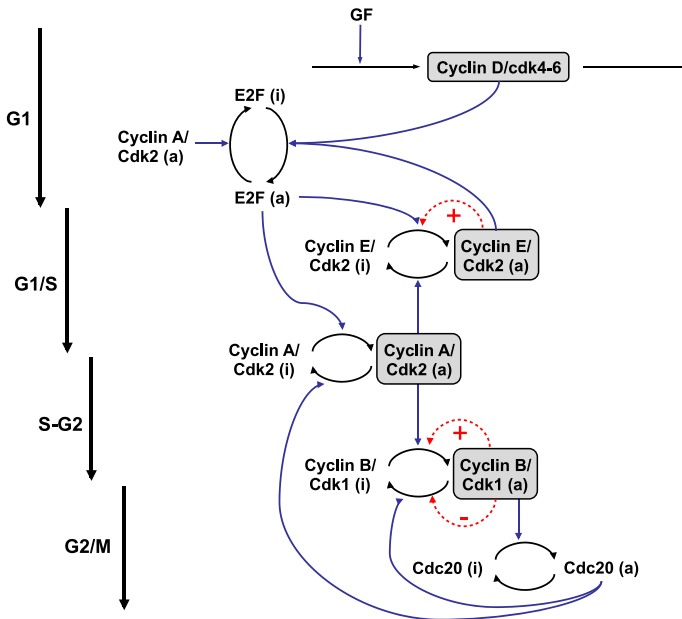 GF
Cyclin D/cdk4-6
E2F (i)
G1
Cyclin A/
Cdk2 (a)
E2F (a)
+
Cyclin E/
Cdk2 (i)
Cyclin E/
Cdk2 (a)
G1/S
Cyclin A/
Cdk2 (i)
Cyclin A/
Cdk2 (a)
S-G2
+
Cyclin B/
Cdk1 (i)
Cyclin B/
Cdk1 (a)
-
G2/M
Cdc20 (i)
Cdc20 (a)